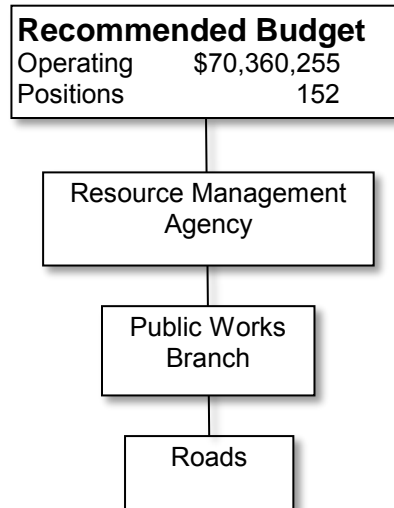 Recommended Budget
Operating $70,360,255
Positions 152
Resource Management
Agency
Public Works
Branch
Roads